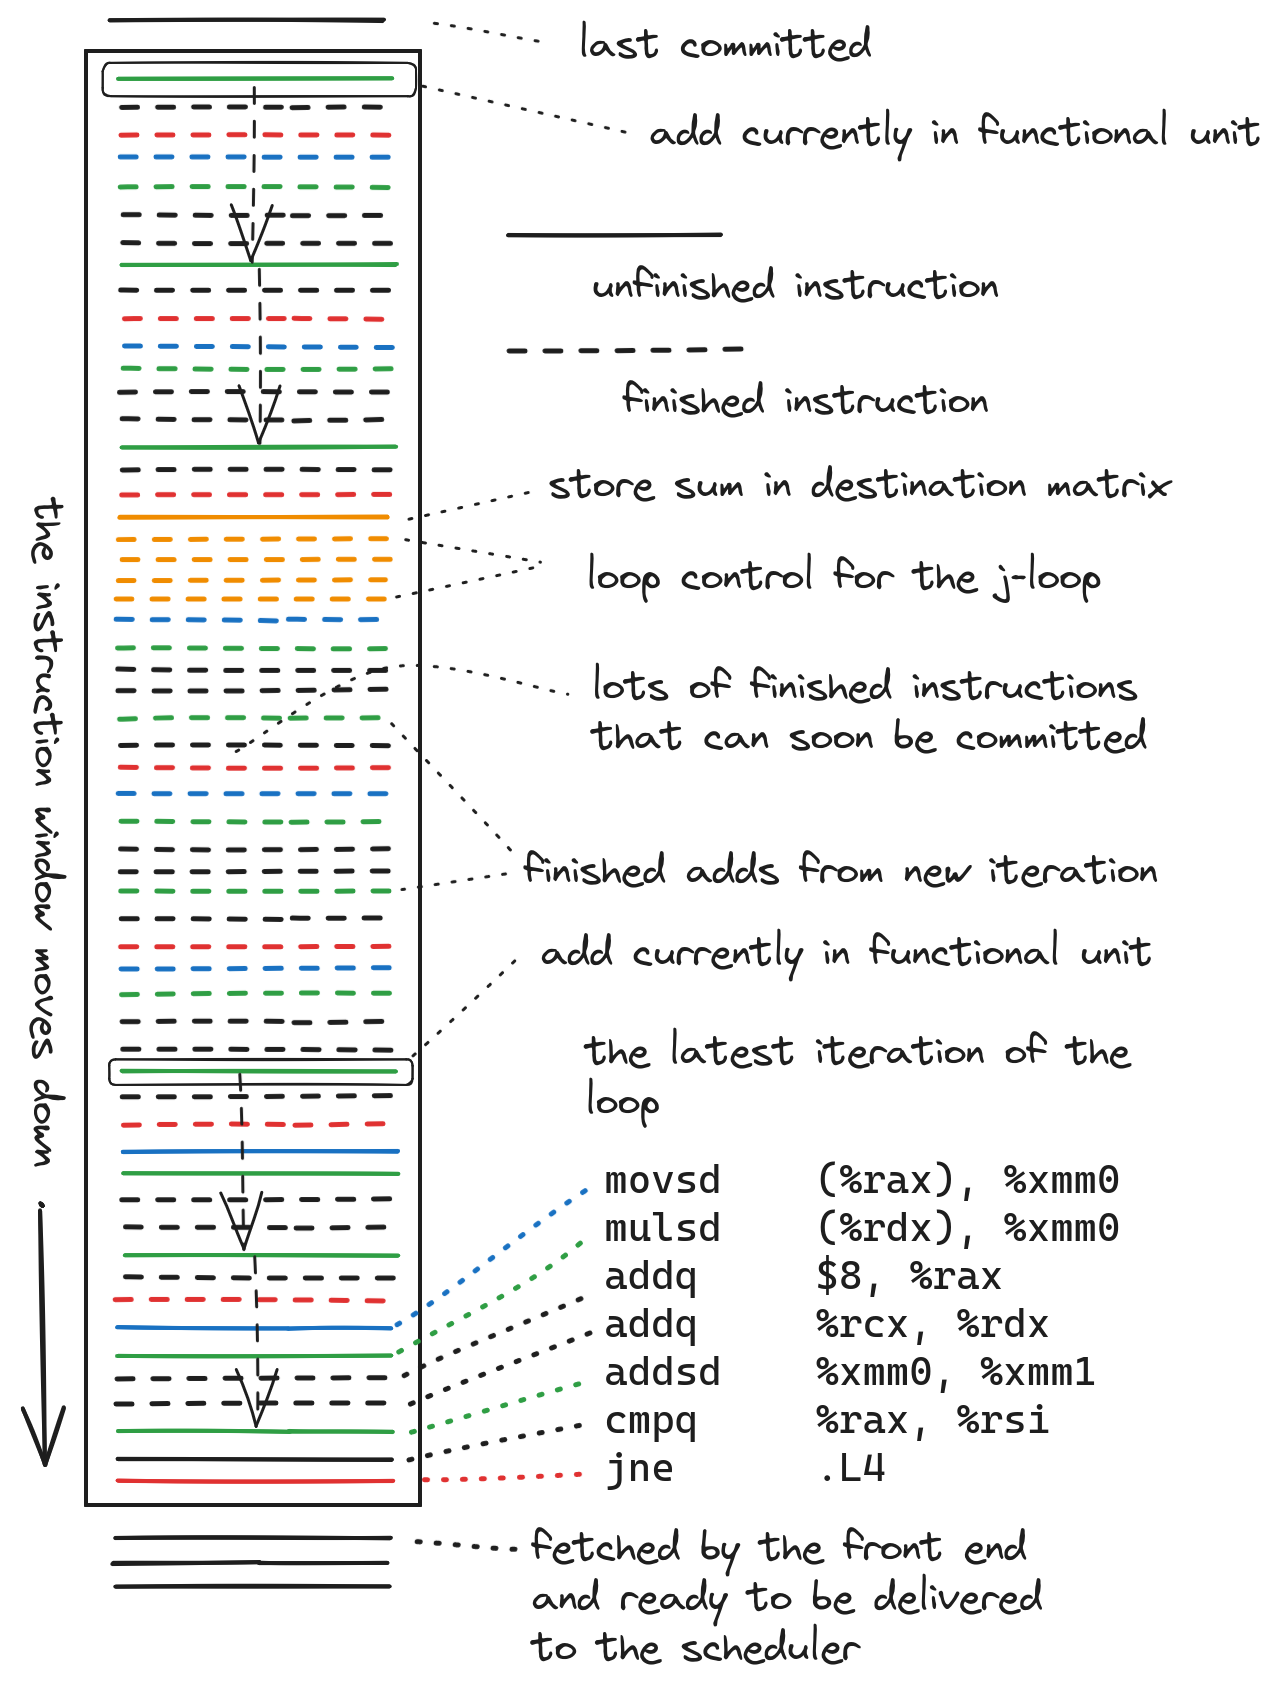 last committed
add currently in functional unit
unfinished instruction
finished instruction
store sum in destination matrix
loop control for the j-loop
lots of finished instructions
that can soon be committed
finished adds from new iteration
add currently in functional unit
the instruction window moves down
the latest iteration of the
loop
movsd (%rax), %xmm0
mulsd (%rdx), %xmm0
addq $8, %rax
addq %rcx, %rdx
addsd %xmm0, %xmm1
cmpq %rax, %rsi
jne .L4
fetched by the front end
and ready to be delivered
to the scheduler